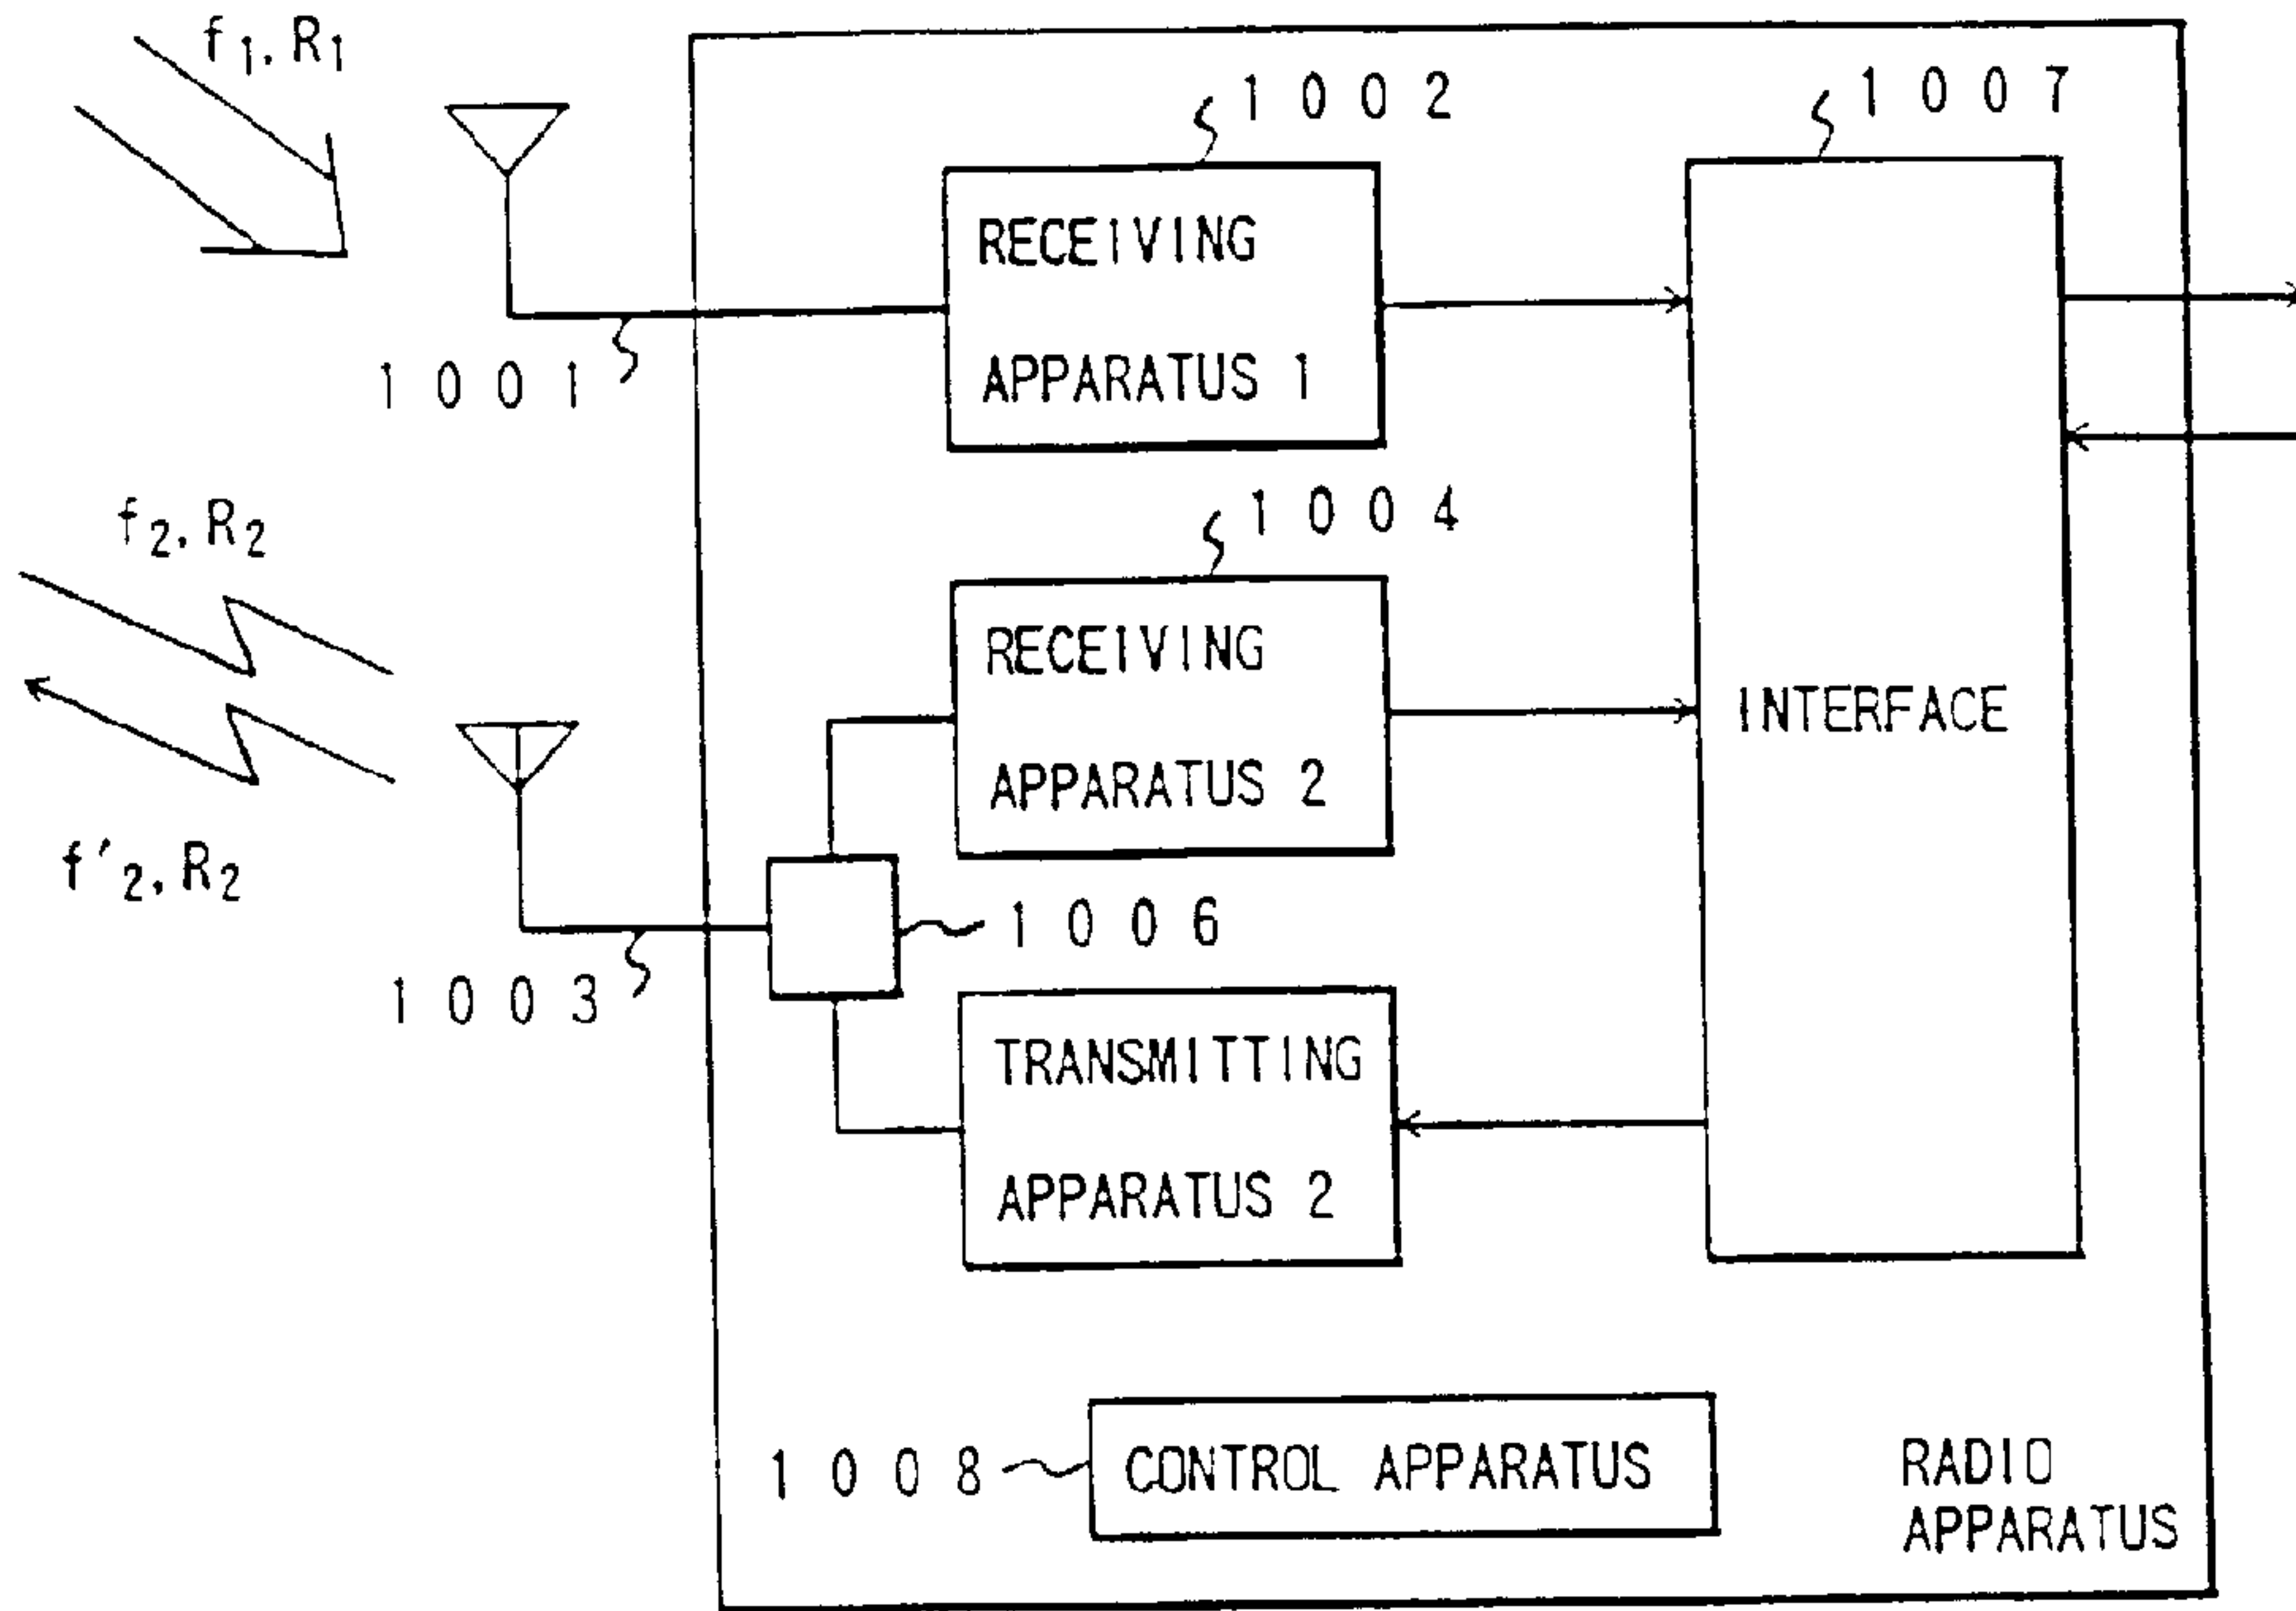 f1, R1
1002
1007
RECEIVING
APPARATUS 1
1001
f2, R2
1004
RECEIVING
APPARATUS 2
INTERFACE
f'2, R2
1006
1003
TRANSMITTING
APPARATUS 2
1008
CONTROL APPARATUS
RADIO
APPARATUS